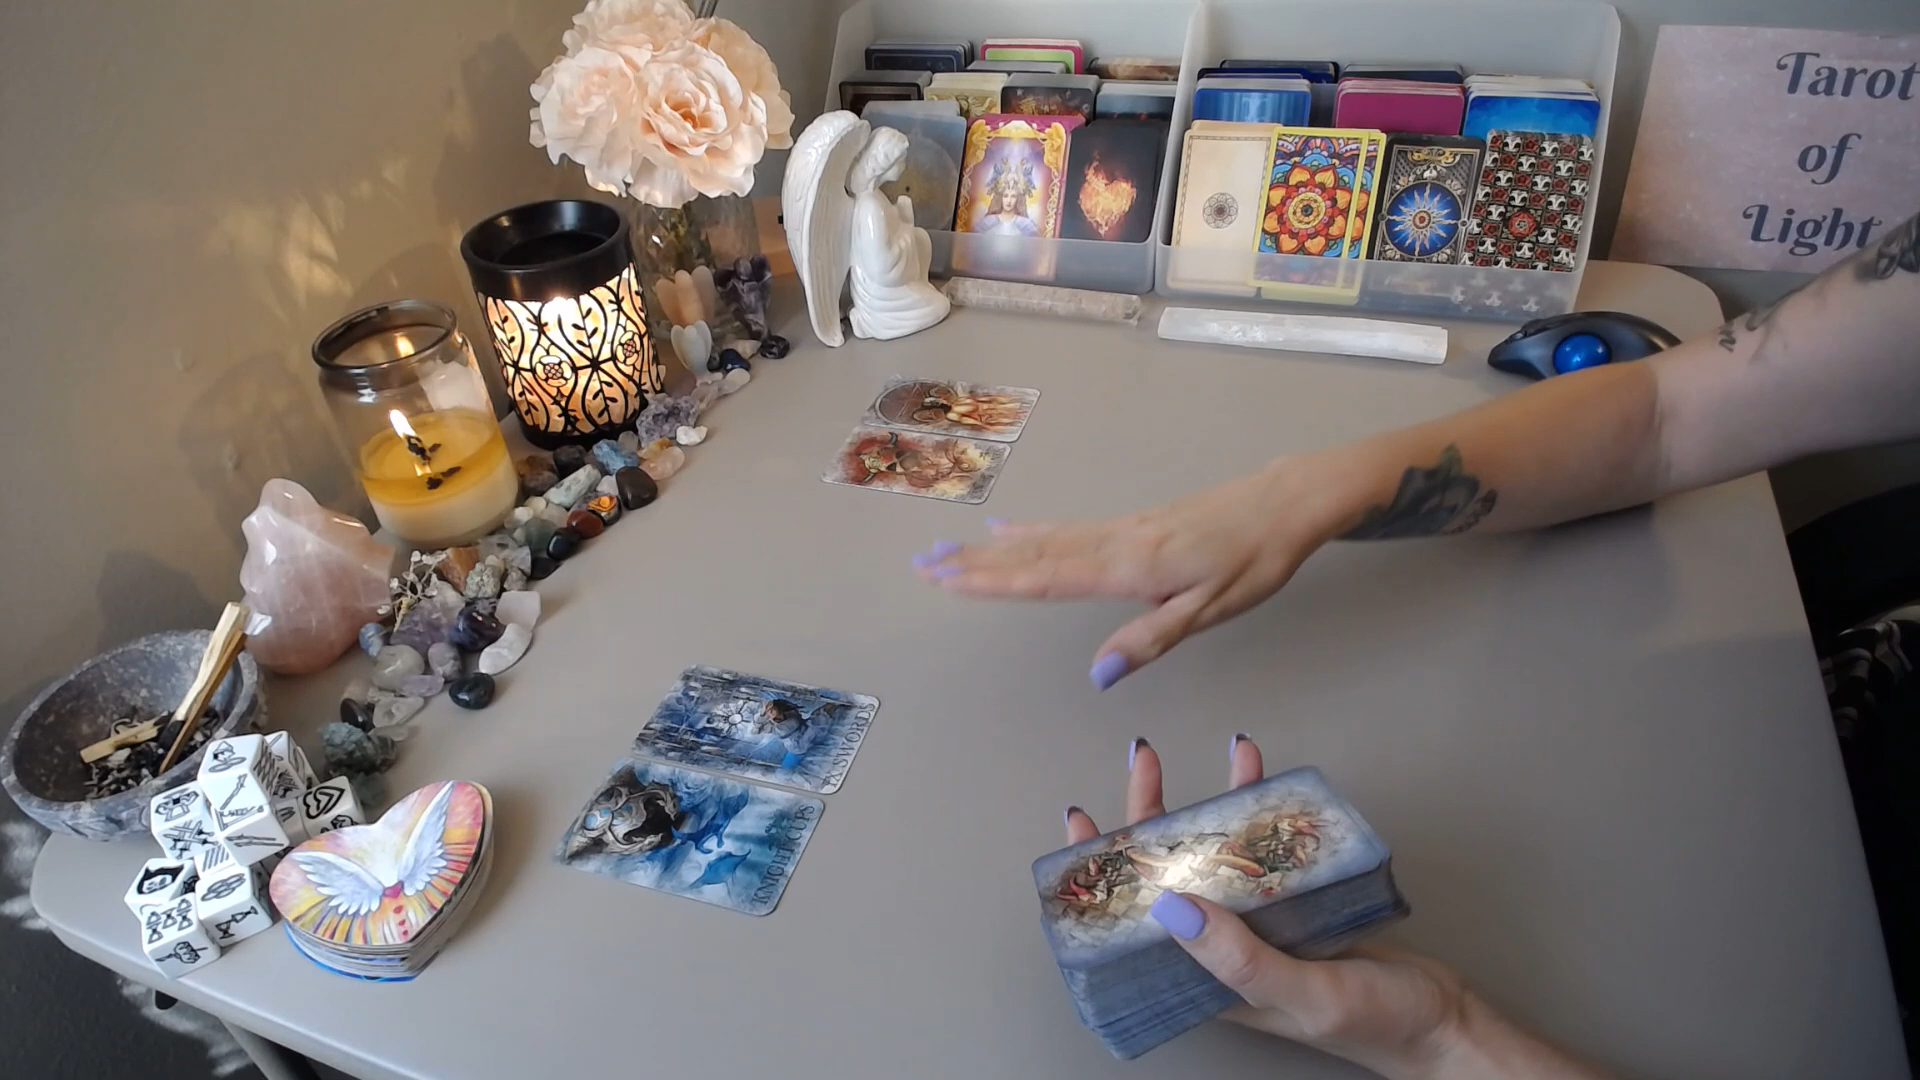 Tarot
of
Light
IX SWORDS
KNIGHT CUPS